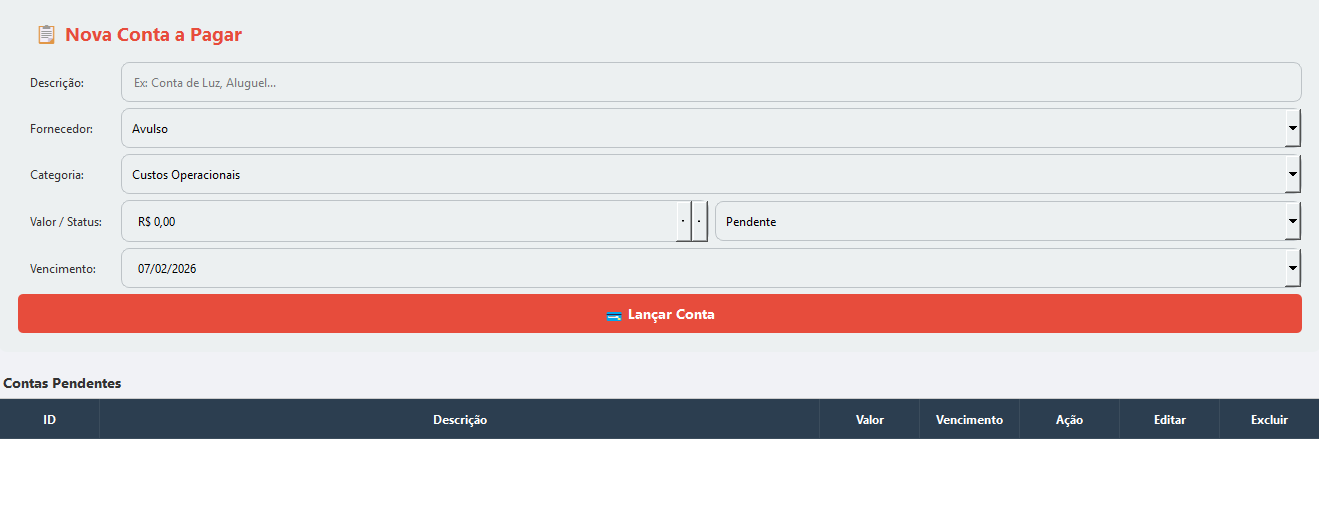 Nova Conta a Pagar
Descrição: Ex: Conta de Luz, Aluguel...
Fornecedor: Avulso
Categoria: Custos Operacionais
Valor / Status: R$ 0,00 Pendente
Vencimento: 07/02/2026
Lançar Conta
Contas Pendentes
ID Descrição Valor Vencimento Ação Editar Excluir